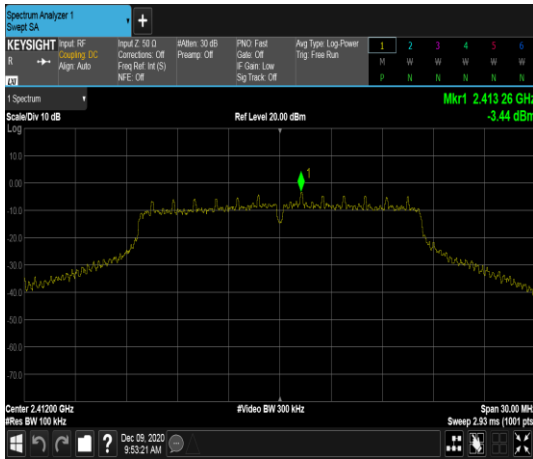 Spectrum Analyzer 1
Swept SA
+
KEYSIGHT
R
LXI
Input: RF
Coupling: DC
Align: Auto
Input Z: 50 Ω
Corrections: Off
Freq Ref: Int (S)
NFE: Off
#Atten: 30 dB
Preamp: Off
PNO: Fast
Gate: Off
IF Gain: Low
Sig Track: Off
Avg Type: Log-Power
Trig: Free Run
1 2 3 4 5 6
M W W W W W
P N N N N N
1 Spectrum
Mkr1 2.413 26 GHz
-3.44 dBm
Scale/Div 10 dB
Ref Level 20.00 dBm
Log
10.0
0.00
-10.0
-20.0
-30.0
-40.0
-50.0
-60.0
-70.0
1
Center 2.41200 GHz
#Video BW 300 kHz
Span 30.00 MHz
#Res BW 100 kHz
Sweep 2.93 ms (1001 pts)
?
Dec 09, 2020
9:53:21 AM